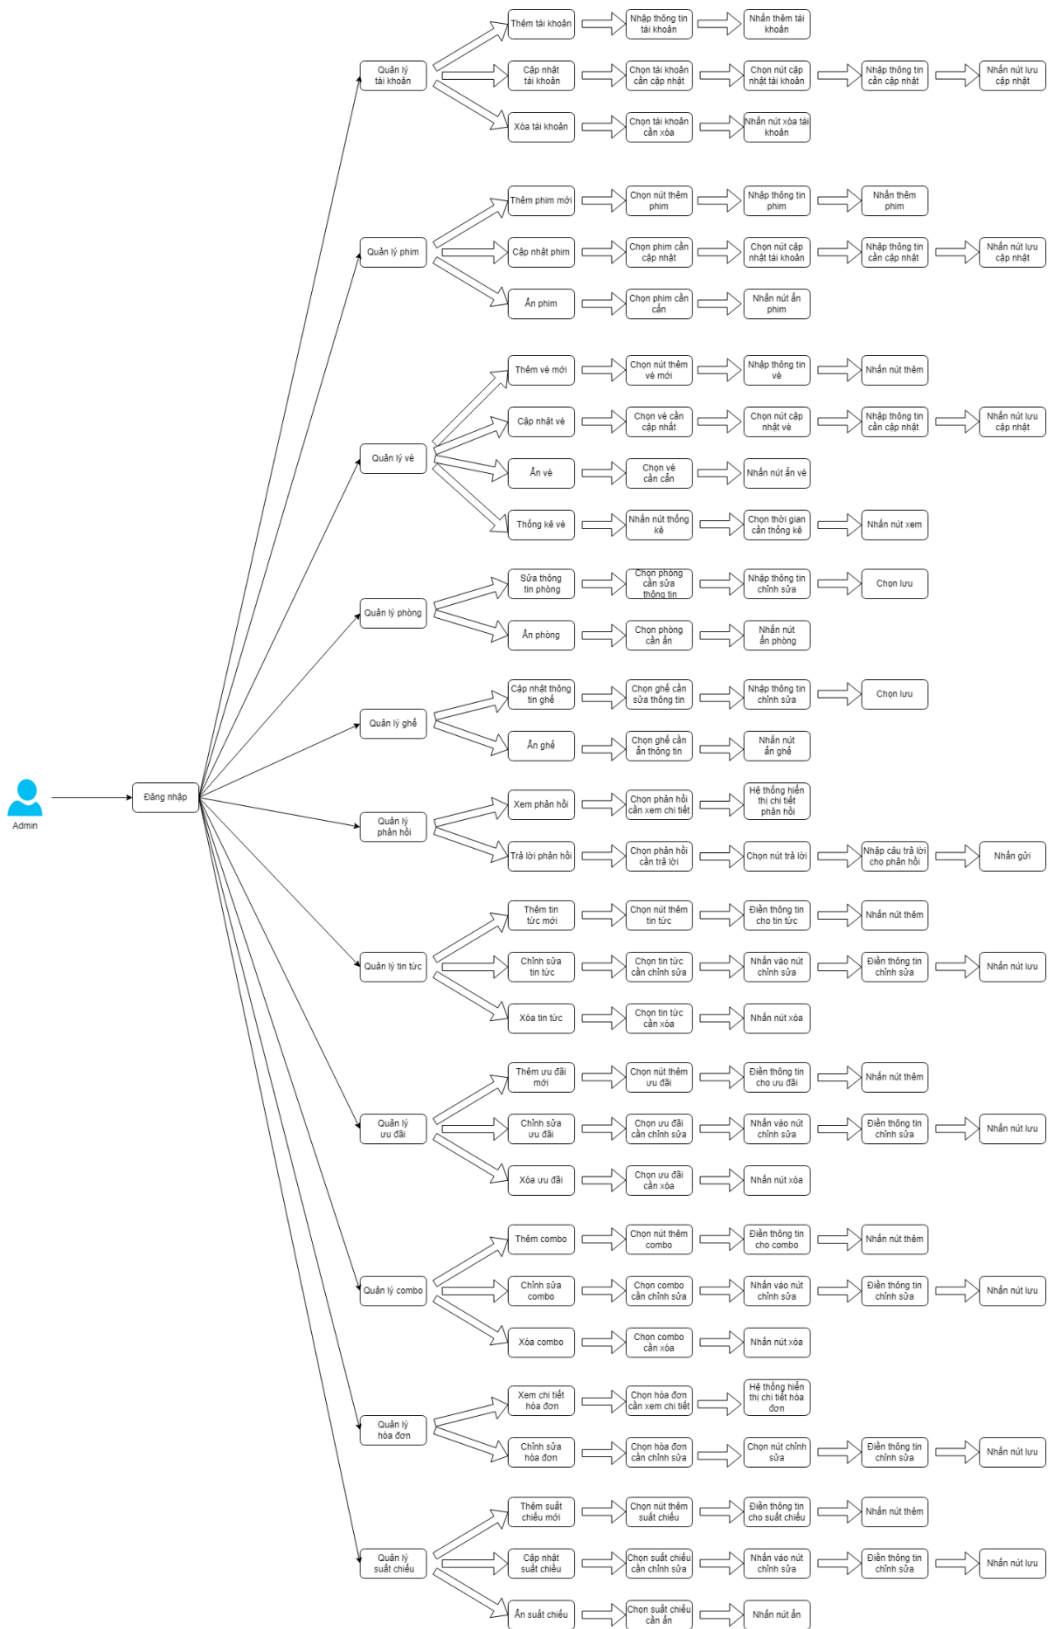 Thêm tài khoản
Nhập thông tin
tài khoản
Nhấn thêm tài
khoản
Quản lý
tài khoản
Cập nhật
tài khoản
Chọn tài khoản
cần cập nhật
Chọn nút cập
nhật tài khoản
Nhập thông tin
cần cập nhật
Nhấn nút lưu
cập nhật
Xóa tài khoản
Chọn tài khoản
cần xóa
Nhấn nút xóa tài
khoản
Thêm phim mới
Chọn nút thêm
phim
Nhập thông tin
phim
Nhấn thêm
phim
Quản lý phim
Cập nhật phim
Chọn phim cần
cập nhật
Chọn nút cập
nhật tài khoản
Nhập thông tin
cần cập nhật
Nhấn nút lưu
cập nhật
Ẩn phim
Chọn phim cần
cẩn
Nhấn nút ẩn
phim
Thêm vè mới
Chọn nút thêm
vè mới
Nhập thông tin
vè
Nhấn nút thêm
Quản lý vè
Cập nhật vè
Chọn vé cần
cập nhất
Chọn nút cập
nhật vè
Nhập thông tin
cần cập nhật
Nhấn nút lưu
cập nhật
Ẩn vè
Chọn vé
cần cẩn
Nhấn nút ẩn vè
Thống kê vè
Nhấn nút thống
kê
Chọn thời gian
cần thống kê
Nhấn nút xem
Quản lý phòng
Sửa thông
tin phòng
Chọn phòng
cần sửa
thông tin
Nhập thông tin
chỉnh sửa
Chọn lưu
Ẩn phòng
Chọn phòng
cần ẩn
Nhấn nút
ẩn phòng
Quản lý ghế
Cập nhật thông
tin ghế
Chọn ghế cần
sửa thông tin
Nhập thông tin
chỉnh sửa
Chọn lưu
Ẩn ghế
Chọn ghế cần
ẩn thông tin
Nhấn nút
ẩn ghế
Admin
Đăng nhập
Quản lý
phản hồi
Xem phản hồi
Chọn phản hồi
cần xem chi tiết
Hệ thống hiển
thị chi tiết
phản hồi
Trả lời phản hồi
Chọn phản hồi
cần trả lời
Chọn nút trả lời
Nhập câu trả lời
cho phản hồi
Nhấn gửi
Thêm tin
tức mới
Chọn nút thêm
tin tức
Điền thông tin
cho tin tức
Nhấn nút thêm
Quản lý tin tức
Chỉnh sửa
tin tức
Chọn tin tức
cần chỉnh sửa
Nhấn vào nút
chỉnh sửa
Điền thông tin
chỉnh sửa
Nhấn nút lưu
Xóa tin tức
Chọn tin tức
cần xóa
Nhấn nút xóa
Thêm ưu đãi
mới
Chọn nút thêm
ưu đãi
Điền thông tin
cho ưu đãi
Nhấn nút thêm
Quản lý
ưu đãi
Chỉnh sửa
ưu đãi
Chọn ưu đãi
cần chỉnh sửa
Nhấn vào nút
chỉnh sửa
Điền thông tin
chỉnh sửa
Nhấn nút lưu
Xóa ưu đãi
Chọn ưu đãi
cần xóa
Nhấn nút xóa
Thêm combo
Chọn nút thêm
combo
Điền thông tin
cho combo
Nhấn nút thêm
Quản lý combo
Chỉnh sửa
combo
Chọn combo
cần chỉnh sửa
Nhấn vào nút
chỉnh sửa
Điền thông tin
chỉnh sửa
Nhấn nút lưu
Xóa combo
Chọn combo
cần xóa
Nhấn nút xóa
Quản lý
hòa đơn
Xem chi tiết
hòa đơn
Chọn hòa đơn
cần xem chi tiết
Hệ thống hiển
thị chi tiết hòa
đơn
Chỉnh sửa
hòa đơn
Chọn hòa đơn
cần chỉnh sửa
Chọn nút chỉnh
sửa
Điền thông tin
chỉnh sửa
Nhấn nút lưu
Thêm suất
chiếu mới
Chọn nút thêm
suất chiếu
Điền thông tin
cho suất chiếu
Nhấn nút thêm
Quản lý
suất chiếu
Cập nhật
suất chiếu
Chọn suất chiếu
cần chỉnh sửa
Nhấn vào nút
chỉnh sửa
Điền thông tin
chỉnh sửa
Nhấn nút lưu
Ẩn suất chiếu
Chọn suất chiếu
cần ẩn
Nhấn nút ẩn